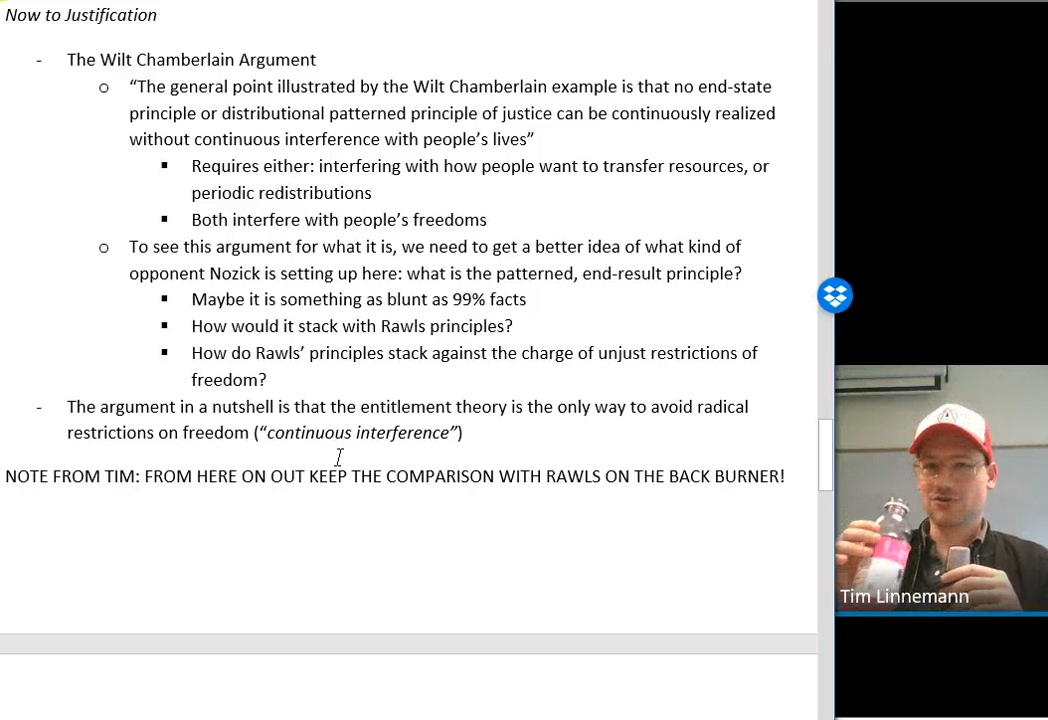 Now to Justification
- The Wilt Chamberlain Argument
o “The general point illustrated by the Wilt Chamberlain example is that no end-state
principle or distributional patterned principle of justice can be continuously realized
without continuous interference with people’s lives”
▪ Requires either: interfering with how people want to transfer resources, or
periodic redistributions
▪ Both interfere with people’s freedoms
o To see this argument for what it is, we need to get a better idea of what kind of
opponent Nozick is setting up here: what is the patterned, end-result principle?
▪ Maybe it is something as blunt as 99% facts
▪ How would it stack with Rawls principles?
▪ How do Rawls’ principles stack against the charge of unjust restrictions of
freedom?
- The argument in a nutshell is that the entitlement theory is the only way to avoid radical
restrictions on freedom (“continuous interference”)
NOTE FROM TIM: FROM HERE ON OUT KEEP THE COMPARISON WITH RAWLS ON THE BACK BURNER!
Tim Linnemann